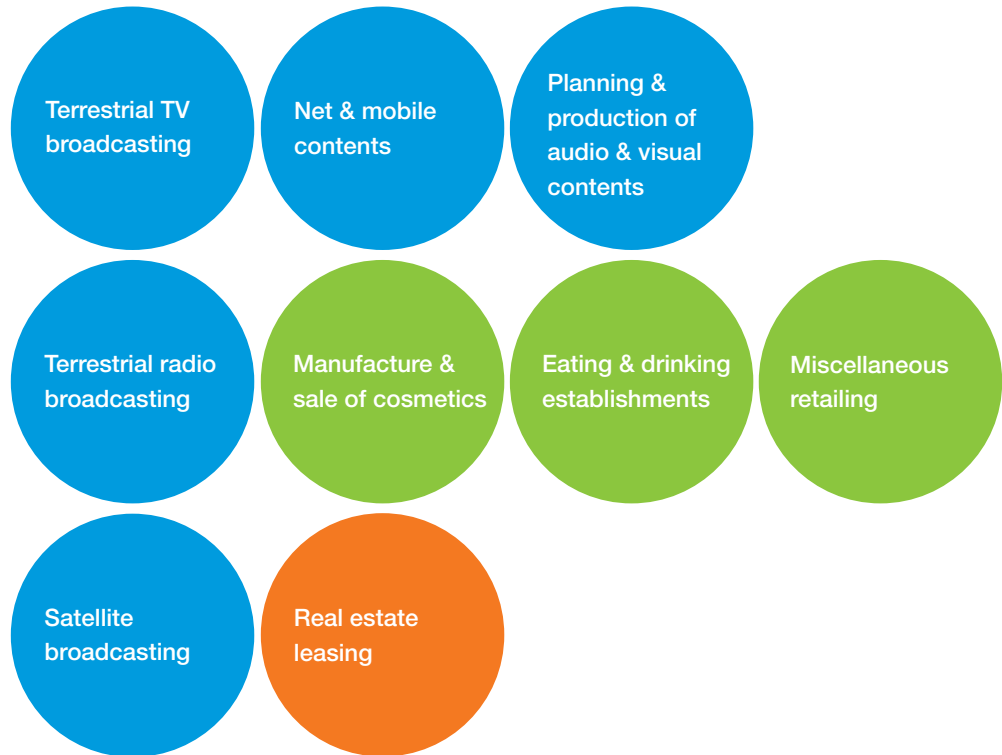 Terrestrial TV
broadcasting
Net & mobile
contents
Planning &
production of
audio & visual
contents
Terrestrial radio
broadcasting
Manufacture &
sale of cosmetics
Eating & drinking
establishments
Miscellaneous
retailing
Satellite
broadcasting
Real estate
leasing